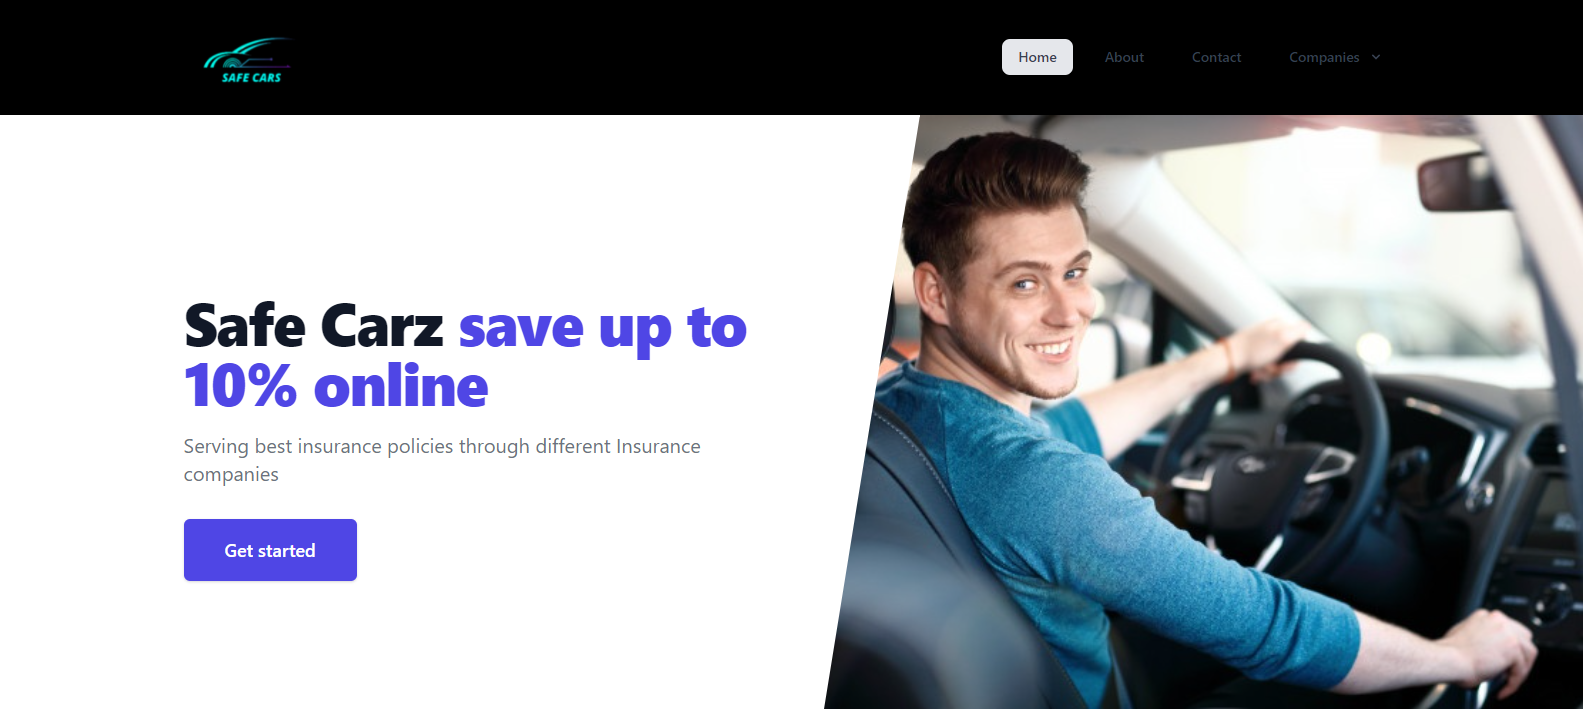 SAFE CARS
Home
About
Contact
Companies
Safe Carz save up to
10% online
Serving best insurance policies through different Insurance
companies
Get started